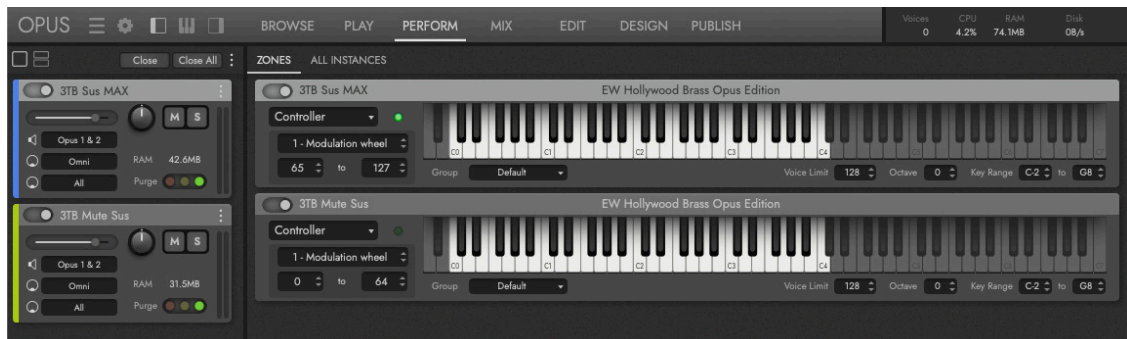 OPUS BROWSE PLAY PERFORM MIX EDIT DESIGN PUBLISH Voices CPU RAM Disk
0 4.2% 74.1MB 0B/s
Close Close All ZONES ALL INSTANCES
3TB Sus MAX
M S
Opus 1 & 2
Omni RAM 42.6MB
All Purge
3TB Mute Sus
M S
Opus 1 & 2
Omni RAM 31.5MB
All Purge
3TB Sus MAX EW Hollywood Brass Opus Edition
Controller
1 - Modulation wheel
C0 C1 C2 C3 C4
65 to 127 Group Default Voice Limit 128 Octave 0 Key Range C-2 to G8
3TB Mute Sus EW Hollywood Brass Opus Edition
Controller
1 - Modulation wheel
C0 C1 C2 C3 C4
0 to 64 Group Default Voice Limit 128 Octave 0 Key Range C-2 to G8